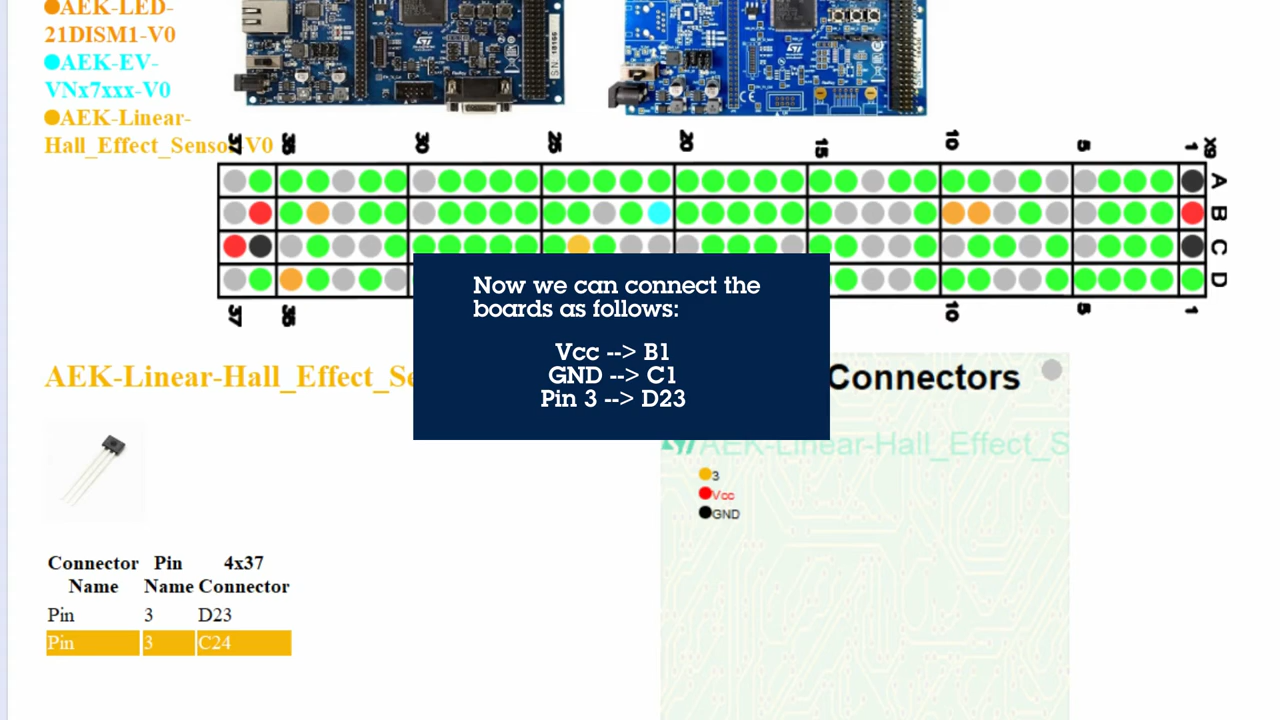 AEK-LED-
21DISM1-V0
AEK-EV-
VNx7xxx-V0
AEK-Linear-
Hall_Effect_Senso V0
37 35 30 25 20 15 10 5 1 X9
A
B
C
D
37 35 10 5 1
Now we can connect the
boards as follows:
Vcc --> B1
GND --> C1
Pin 3 --> D23
AEK-Linear-Hall_Effect_Se
Connectors
AEK-Linear-Hall_Effect_S
3
Vcc
GND
Connector Pin 4x37
Name Name Connector
Pin 3 D23
Pin 3 C24